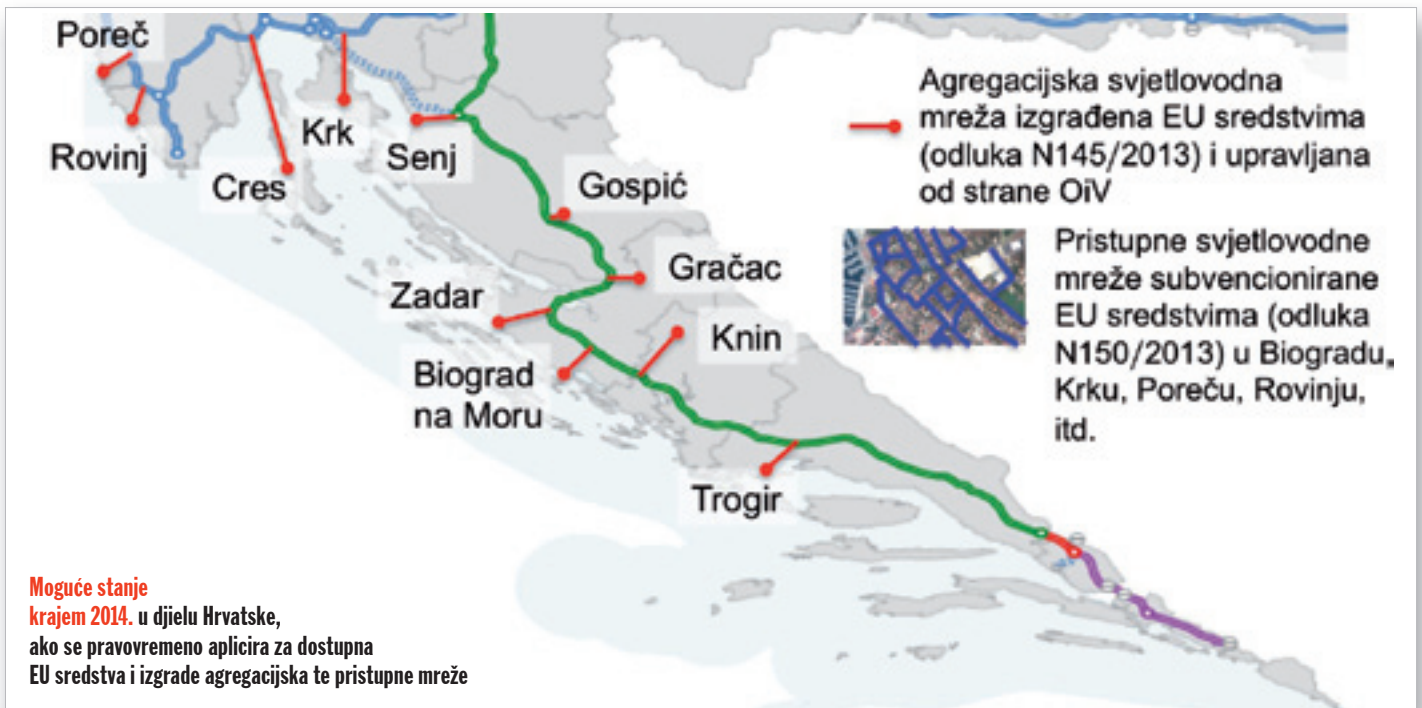 Poreč
Rovinj
Cres
Krk
Senj
Gospić
Gračac
Zadar
Knin
Biograd
na Moru
Trogir
Agregacijska svjetlovodna
mreža izgrađena EU sredstvima
(odluka N145/2013) i upravljana
od strane OiV
Pristupne svjetlovodne
mreže subvencionirane
EU sredstvima (odluka
N150/2013) u Biogradu,
Krku, Poreču, Rovinju,
itd.
Moguće stanje
krajem 2014. u djelu Hrvatske,
ako se pravovremeno aplicira za dostupna
EU sredstva i izgrade agregacijska te pristupne mreže